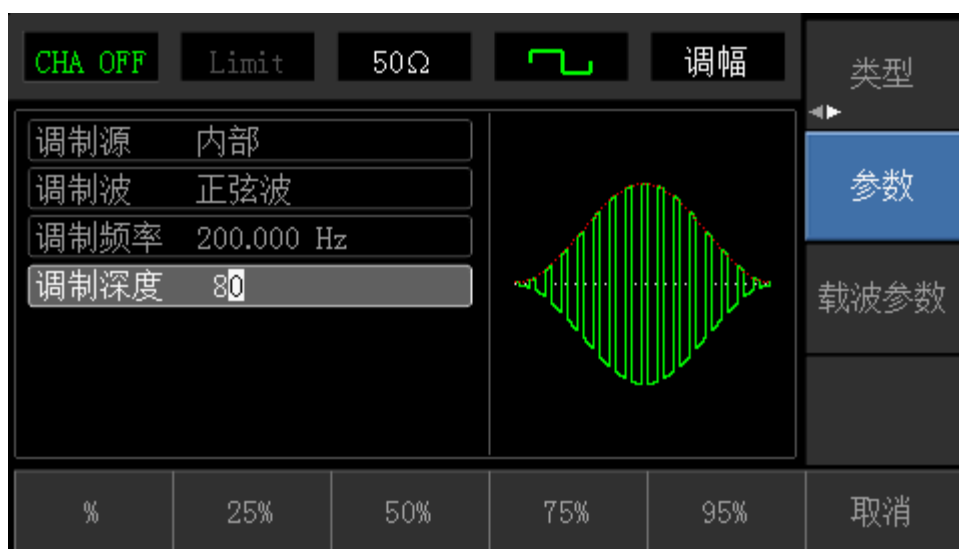 CHA OFF Limit 50Ω 调幅 类型
调制源 内部
调制波 正弦波 参数
调制频率 200.000 Hz
调制深度 80 载波参数
% 25% 50% 75% 95% 取消